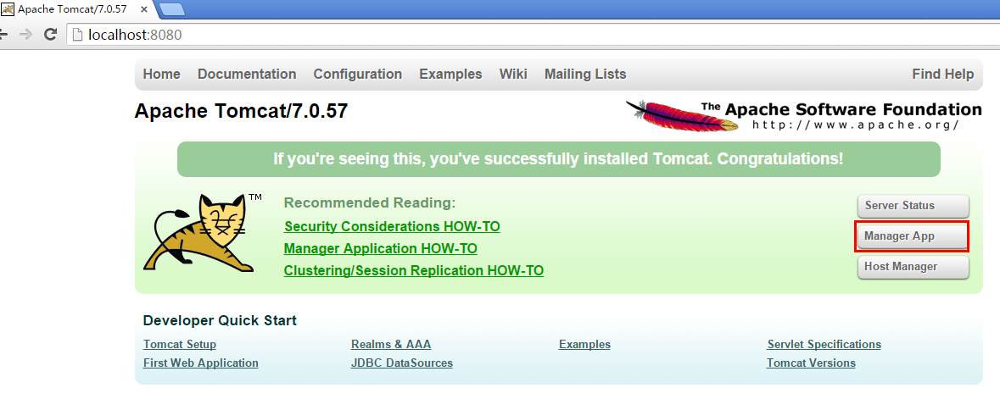 Apache Tomcat/7.0.57
localhost:8080
Home Documentation Configuration Examples Wiki Mailing Lists Find Help
Apache Tomcat/7.0.57
The Apache Software Foundation
http://www.apache.org/
If you're seeing this, you've successfully installed Tomcat. Congratulations!
TM
Recommended Reading:
Security Considerations HOW-TO
Manager Application HOW-TO
Clustering/Session Replication HOW-TO
Server Status
Manager App
Host Manager
Developer Quick Start
Tomcat Setup Realms & AAA Examples Servlet Specifications
First Web Application JDBC DataSources Tomcat Versions